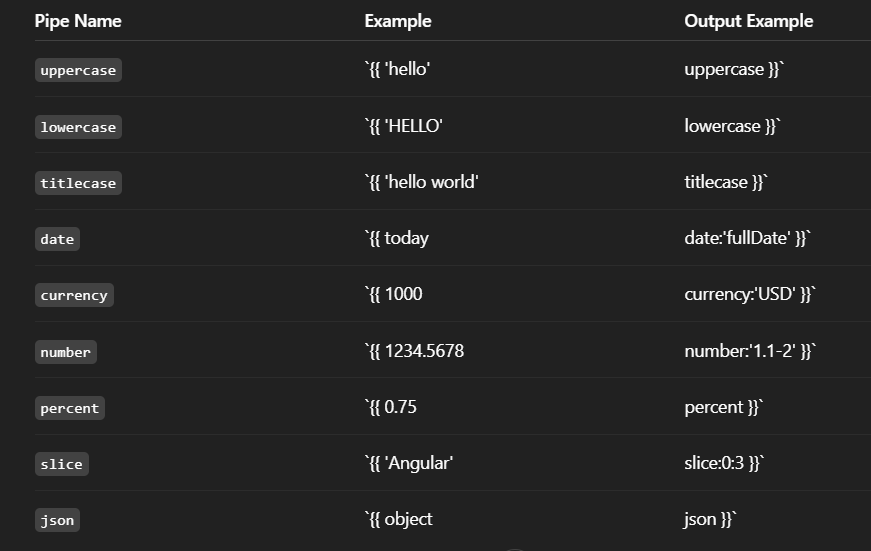 Pipe Name Example Output Example
uppercase `{{ 'hello' uppercase }}`
lowercase `{{ 'HELLO' lowercase }}`
titlecase `{{ 'hello world' titlecase }}`
date `{{ today date:'fullDate' }}`
currency `{{ 1000 currency:'USD' }}`
number `{{ 1234.5678 number:'1.1-2' }}`
percent `{{ 0.75 percent }}`
slice `{{ 'Angular' slice:0:3 }}`
json `{{ object json }}`